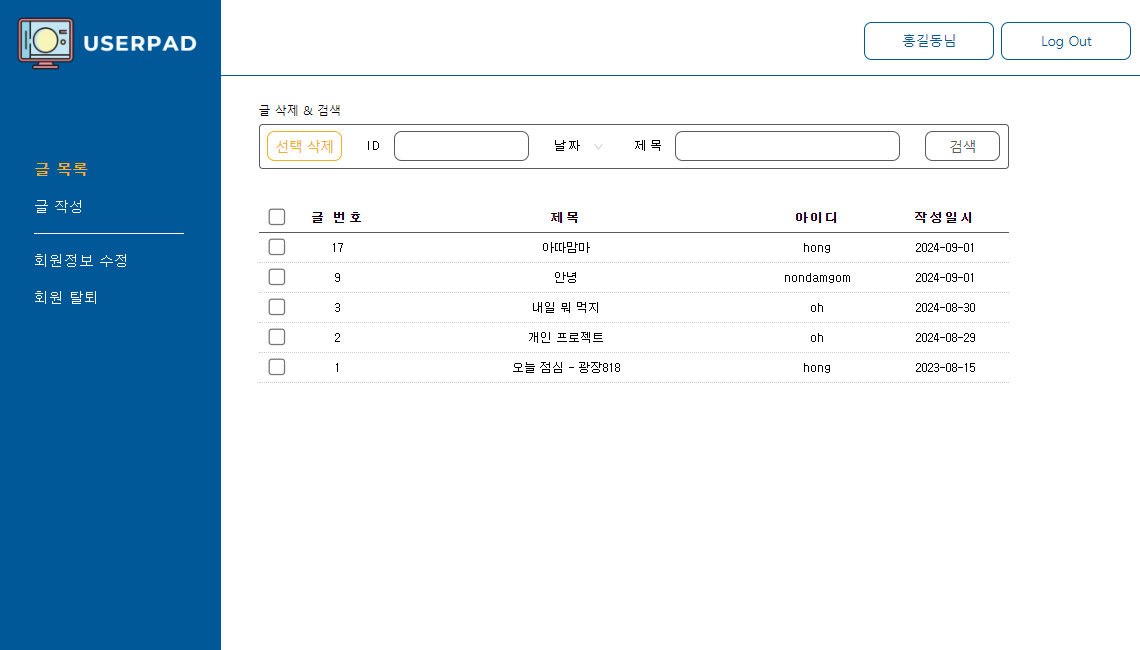 USERPAD
홍길동님 Log Out
글 목록
글 작성
회원정보 수정
회원 탈퇴
글 삭제 & 검색
선택 삭제 ID 날짜 제목 검색
글 번호 제목 아이디 작성일시
17 아따맘마 hong 2024-09-01
9 안녕 nondamgom 2024-09-01
3 내일 뭐 먹지 oh 2024-08-30
2 개인 프로젝트 oh 2024-08-29
1 오늘 점심 - 광장818 hong 2023-08-15